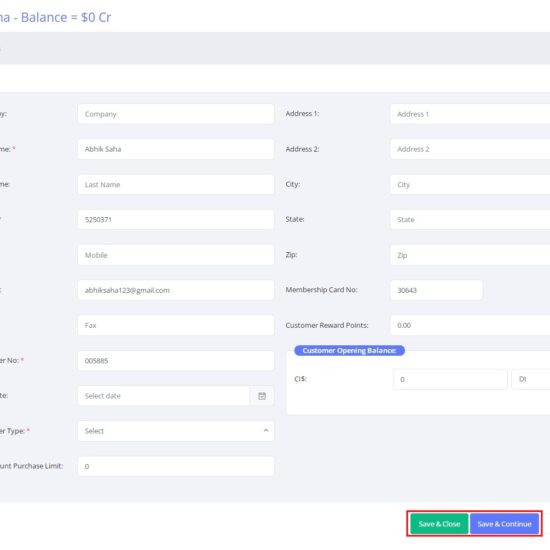 na - Balance = $0 Cr
y: Company Address 1: Address 1
me: * Abhik Saha Address 2: Address 2
me: Last Name City: City
* 5250371 State: State
Mobile Zip: Zip
: abhiksaha123@gmail.com Membership Card No: 30643
Fax Customer Reward Points: 0.00
Customer Opening Balance:
er No: * 005885
CI$: 0 Dt
te: Select date
er Type: * Select
unt Purchase Limit: 0
Save & Close Save & Continue